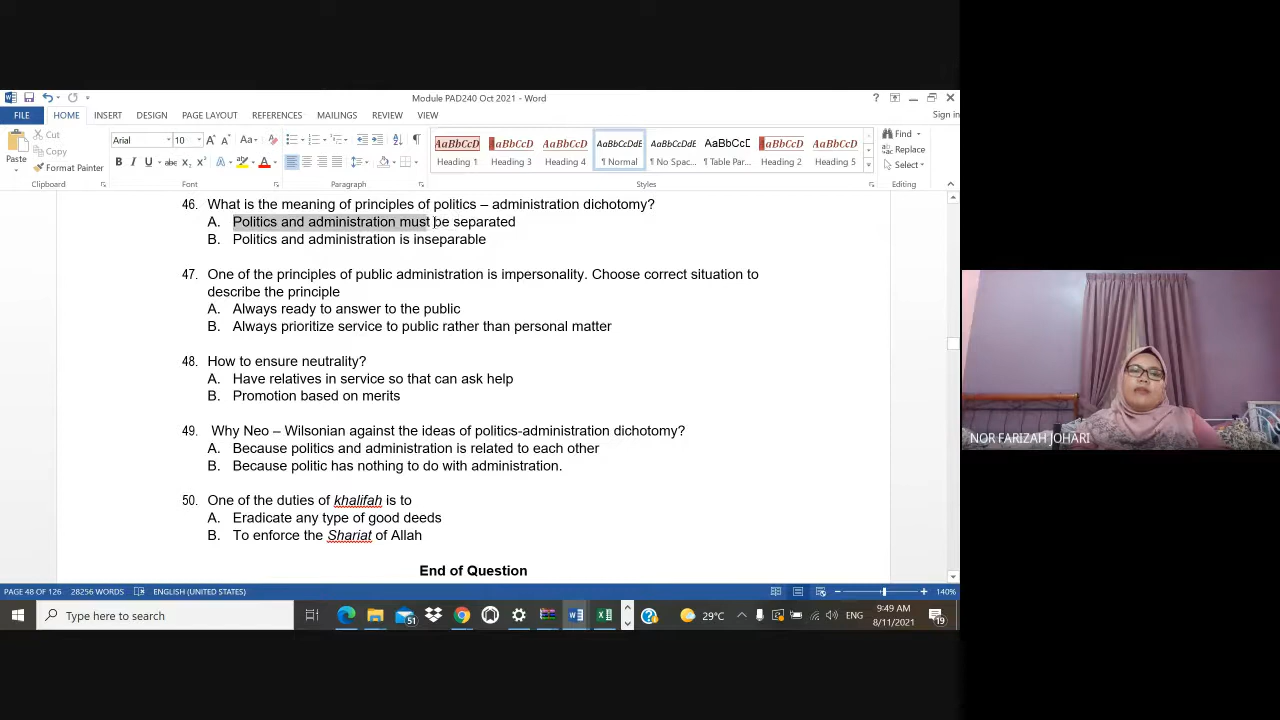 Module PAD240 Oct 2021 - Word
Sign in
FILE HOME INSERT DESIGN PAGE LAYOUT REFERENCES MAILINGS REVIEW VIEW
Cut
Copy
Format Painter
Paste
Clipboard
Arial 10
Font
Paragraph
AaBbCcD AaBbCcD AaBbCcD AaBbCcDdE AaBbCcDdE AaBbCcI AaBbCcD AaBbCcD
Heading 1 Heading 3 Heading 4 ¶ Normal ¶ No Spac... ¶ Table Par... Heading 2 Heading 5
Styles
Find
Replace
Select
Editing
46. What is the meaning of principles of politics – administration dichotomy?
A. Politics and administration must be separated
B. Politics and administration is inseparable
47. One of the principles of public administration is impersonality. Choose correct situation to
describe the principle
A. Always ready to answer to the public
B. Always prioritize service to public rather than personal matter
48. How to ensure neutrality?
A. Have relatives in service so that can ask help
B. Promotion based on merits
49. Why Neo – Wilsonian against the ideas of politics-administration dichotomy?
A. Because politics and administration is related to each other
B. Because politic has nothing to do with administration.
50. One of the duties of khalifah is to
A. Eradicate any type of good deeds
B. To enforce the Shariat of Allah
End of Question
PAGE 48 OF 126 28256 WORDS ENGLISH (UNITED STATES) 140%
Type here to search
51
29°C
ENG
9:49 AM
8/11/2021
19
NOR FARIZAH JOHARI